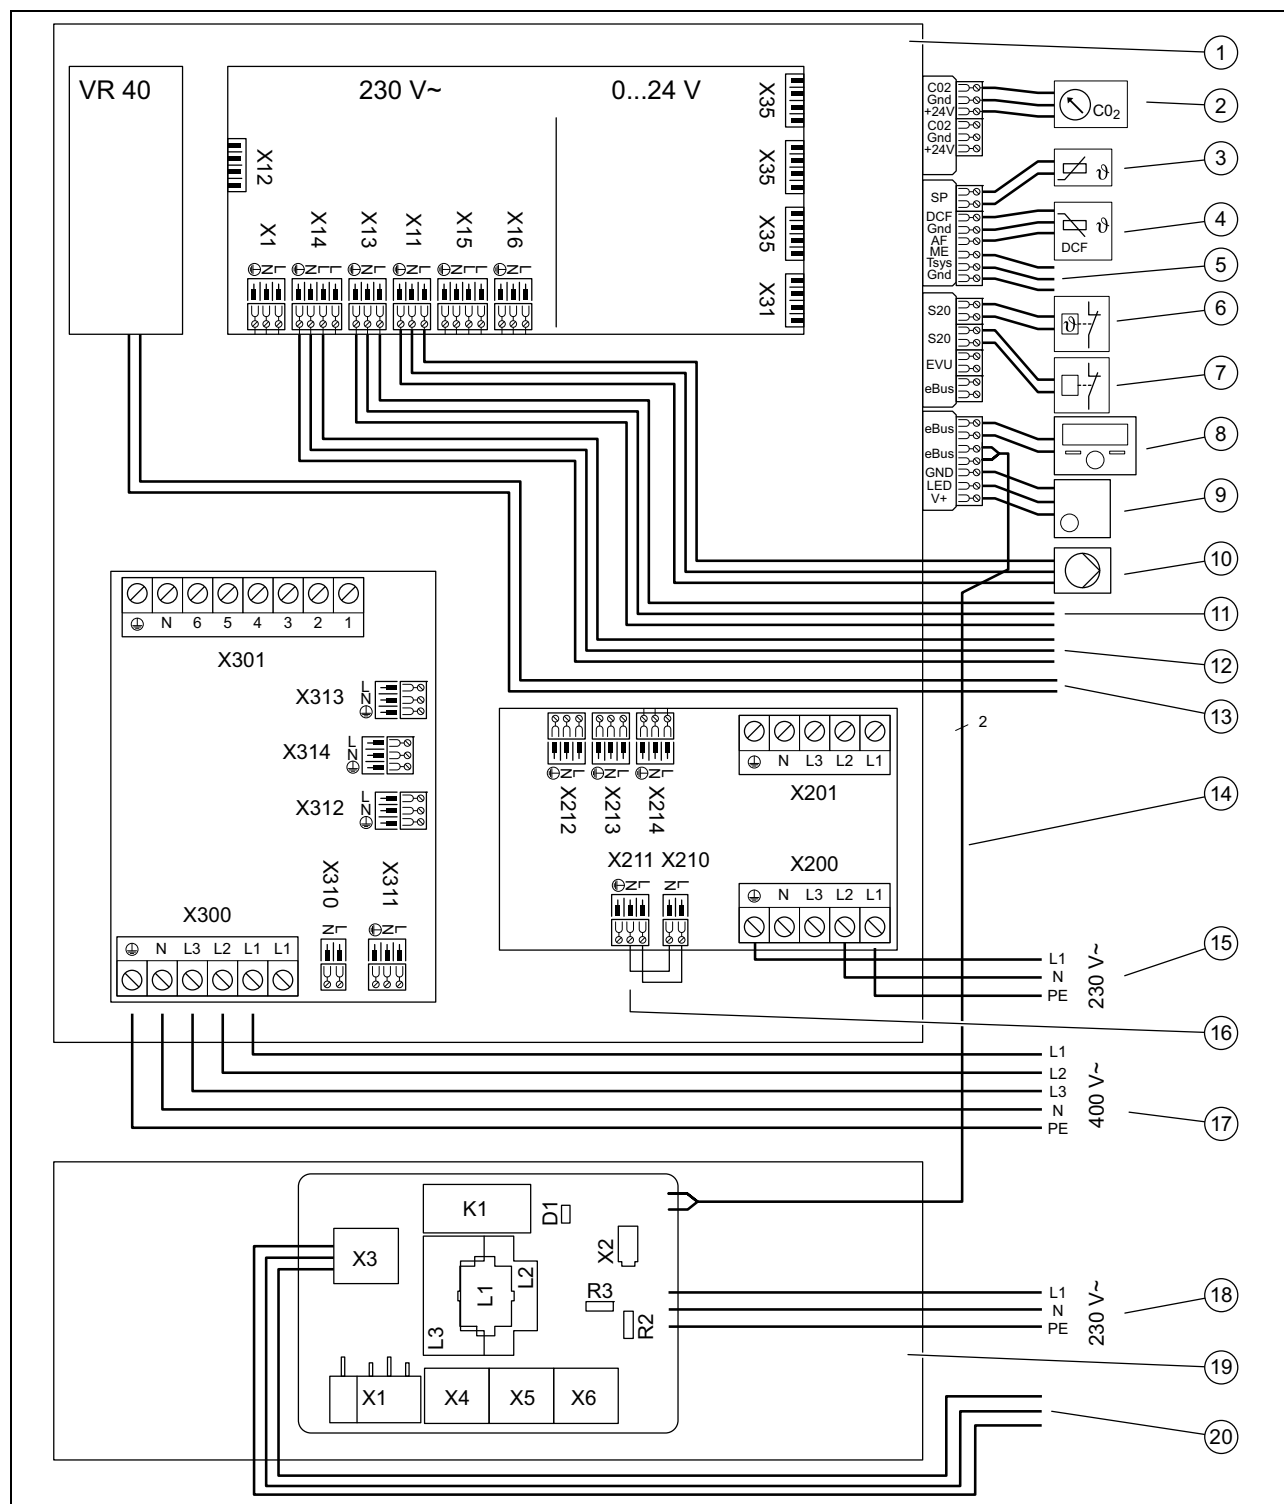 VR 40
230 V~
0...24 V
X35
X35
X35
X31
X12
X1
X14
X13
X11
X15
X16
N L
N L L
N L
N L
N L
N L
C02
Gnd
+24V
C02
Gnd
+24V
SP
DCF
Gnd
AF
ME
Tsys
Gnd
S20
S20
EVU
eBus
eBus
eBus
GND
LED
V+
C02
ϑ
ϑ
DCF
ϑ
1
2
3
4
5
6
7
8
9
10
11
12
13
14
15
16
17
18
19
20
N 6 5 4 3 2 1
X301
X313
L
N
X314
L
N
X312
L
N
X310
N L
X311
N L
X300
N L3 L2 L1 L1
N L
N L
N L
X212
X213
X214
N L3 L2 L1
X201
X211 X210
N L
N L
X200
N L3 L2 L1
2
L1
N
PE
230 V~
L1
L2
L3
N
PE
400 V~
K1
D1
X2
X3
L1
L2
L3
R3
R2
X1
X4
X5
X6
L1
N
PE
230 V~